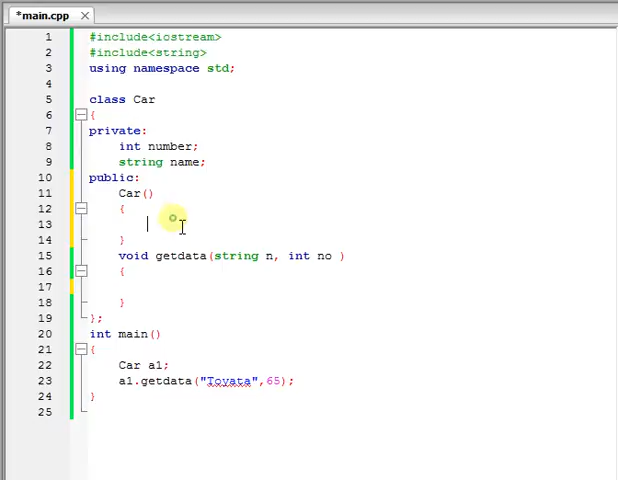 *main.cpp
1 #include<iostream>
2 #include<string>
3 using namespace std;
4
5 class Car
6 {
7 private:
8 int number;
9 string name;
10 public:
11 Car()
12 {
13
14 }
15 void getdata(string n, int no )
16 {
17
18 }
19 };
20 int main()
21 {
22 Car a1;
23 a1.getdata("Toyata",65);
24 }
25